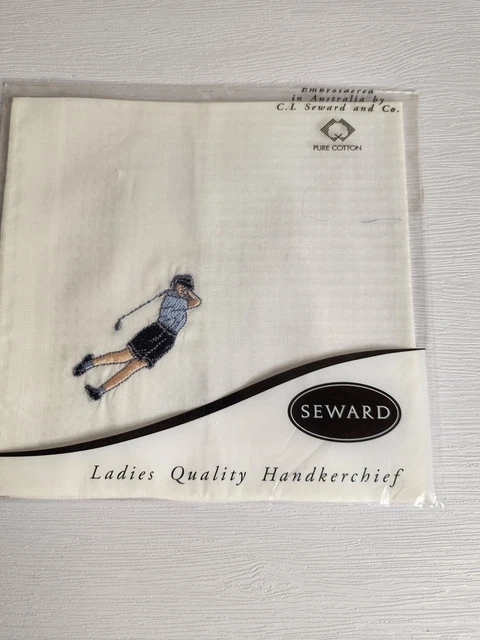 Embroidered
in Australia by
C.L Seward and Co.
PURE COTTON
SEWARD
Ladies Quality Handkerchief